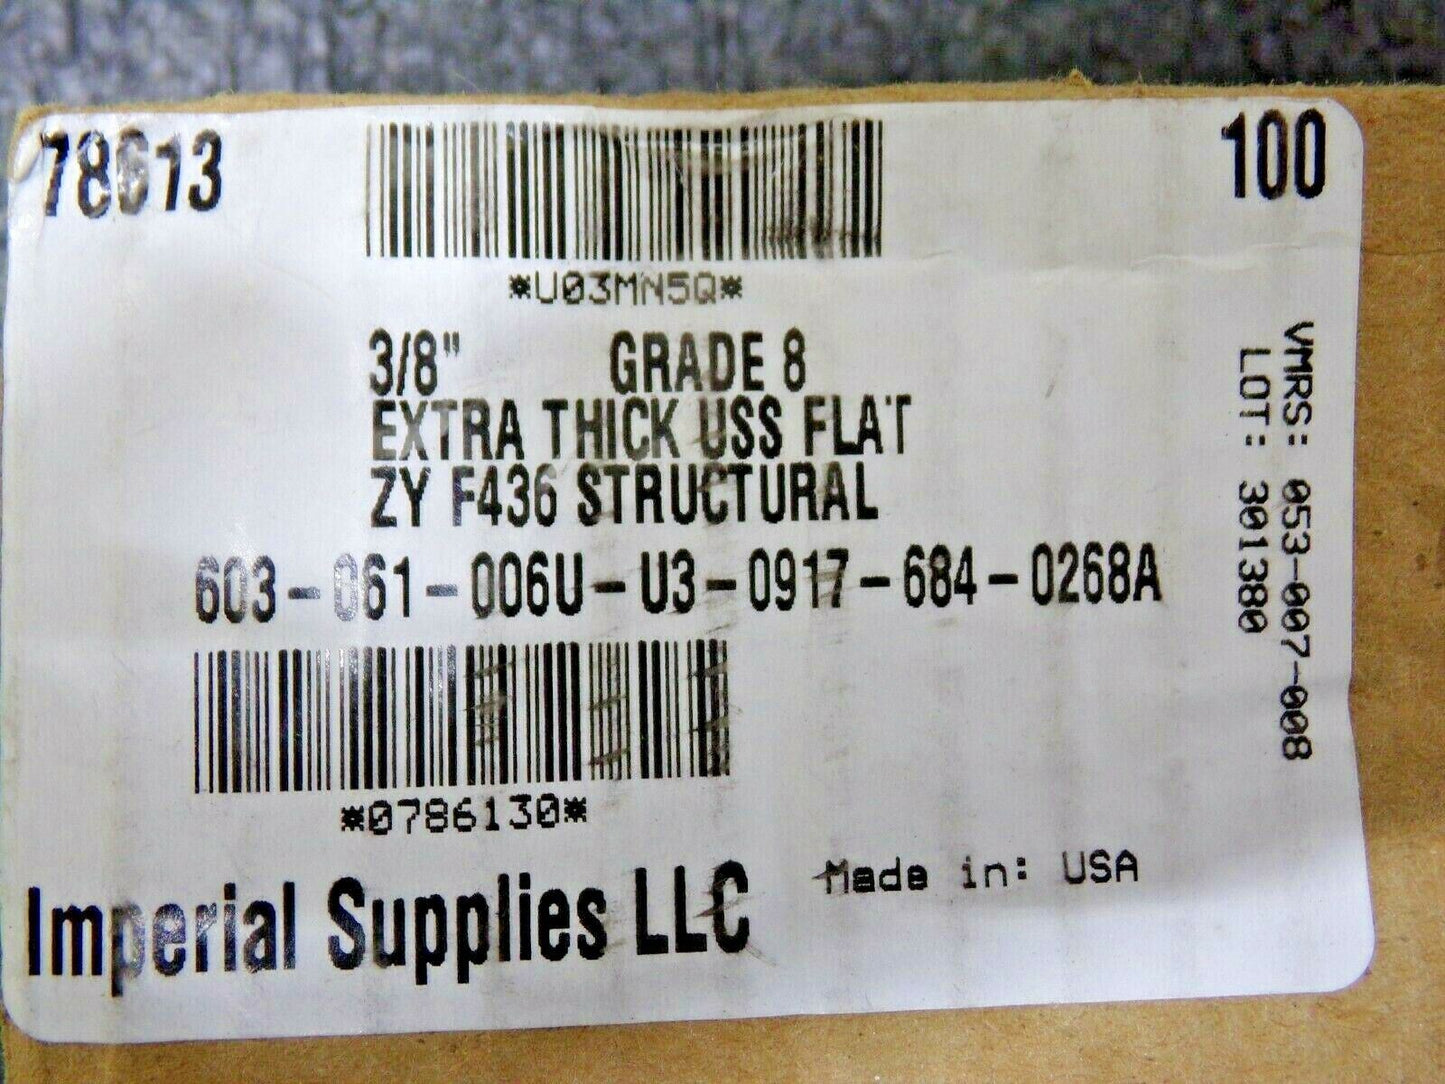 78613
100
*U03MN5Q*
3/8" GRADE 8
EXTRA THICK USS FLAT
ZY F436 STRUCTURAL
603-061-006U-U3-0917-684-0268A
*0786130*
Imperial Supplies LLC
Made in: USA
VMRS: 053-007-008
LOT: 301380